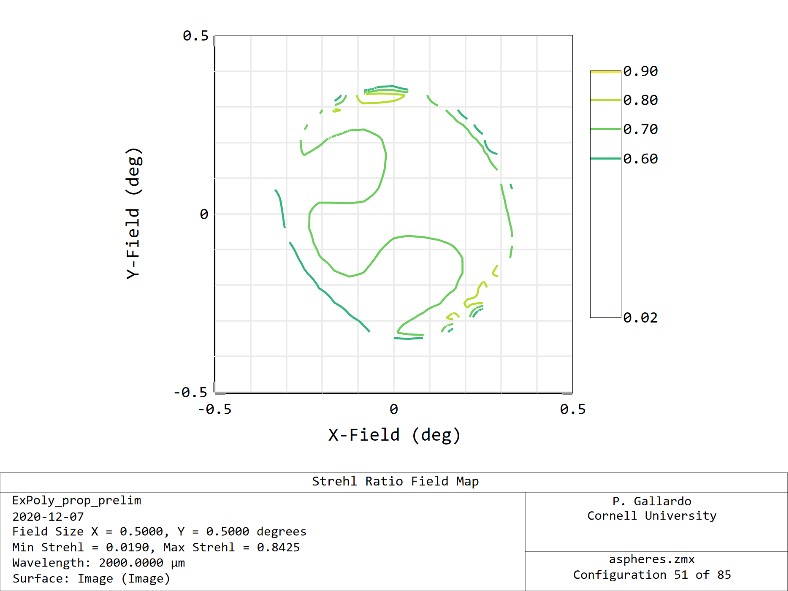 0.5
0
-0.5
Y-Field (deg)
-0.5
0
0.5
X-Field (deg)
0.90
0.80
0.70
0.60
0.02
Strehl Ratio Field Map
ExPoly_prop_prelim
2020-12-07
Field Size X = 0.5000, Y = 0.5000 degrees
Min Strehl = 0.0190, Max Strehl = 0.8425
Wavelength: 2000.0000 µm
Surface: Image (Image)
P. Gallardo
Cornell University
aspheres.zmx
Configuration 51 of 85